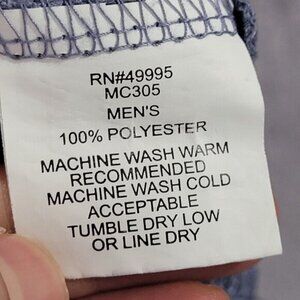 RN#49995
MC305
MEN'S
100% POLYESTER
MACHINE WASH WARM
RECOMMENDED
MACHINE WASH COLD
ACCEPTABLE
TUMBLE DRY LOW
OR LINE DRY